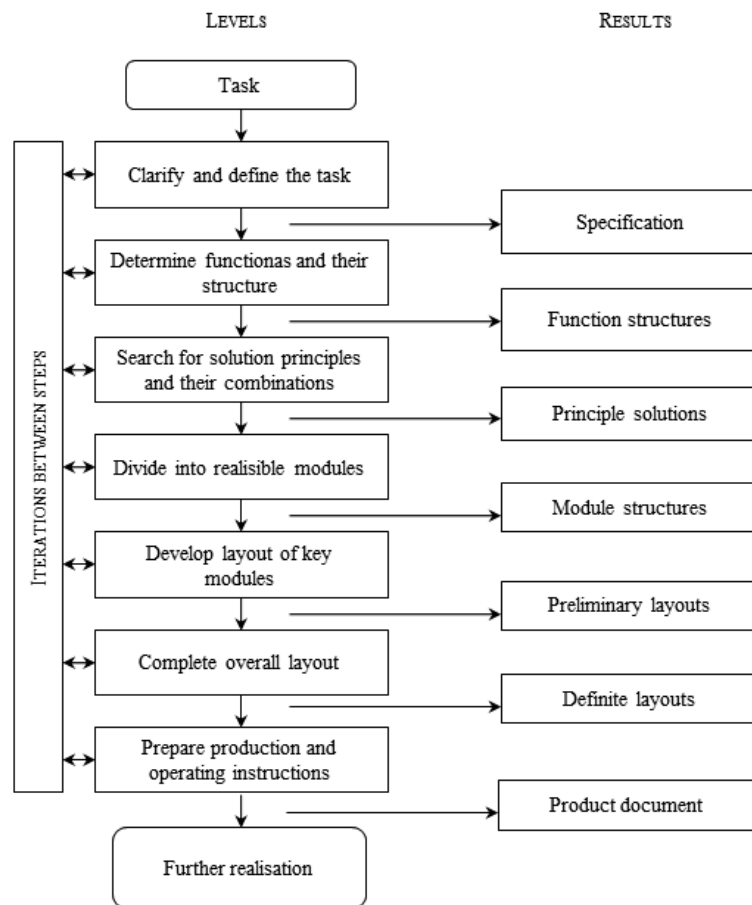 LEVELS
RESULTS
Task
Clarify and define the task
Specification
Determine functionas and their
structure
Function structures
Search for solution principles
and their combinations
Principle solutions
Divide into realisible modules
Module structures
Develop layout of key
modules
Preliminary layouts
Complete overall layout
Definite layouts
Prepare production and
operating instructions
Product document
Further realisation
ITERATIONS BETWEEN STEPS